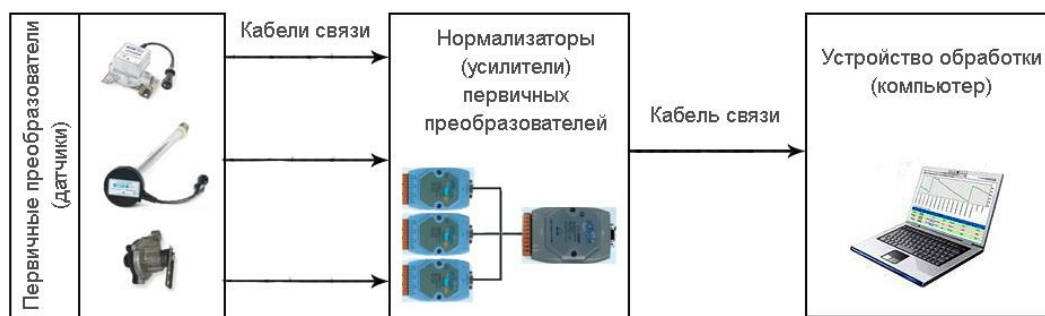 Первичные преобразователи
(датчики)
Кабели связи
Нормализаторы
(усилители)
первичных
преобразователей
Кабель связи
Устройство обработки
(компьютер)